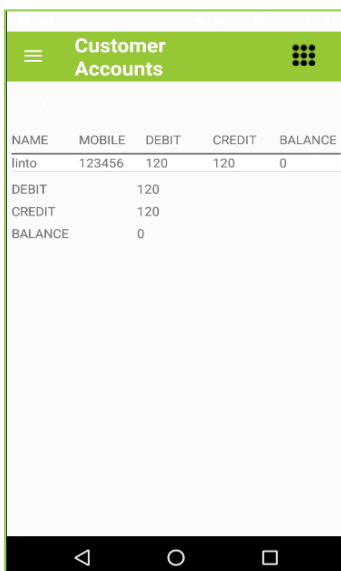 Customer
Accounts
NAME MOBILE DEBIT CREDIT BALANCE
linto 123456 120 120 0
DEBIT 120
CREDIT 120
BALANCE 0